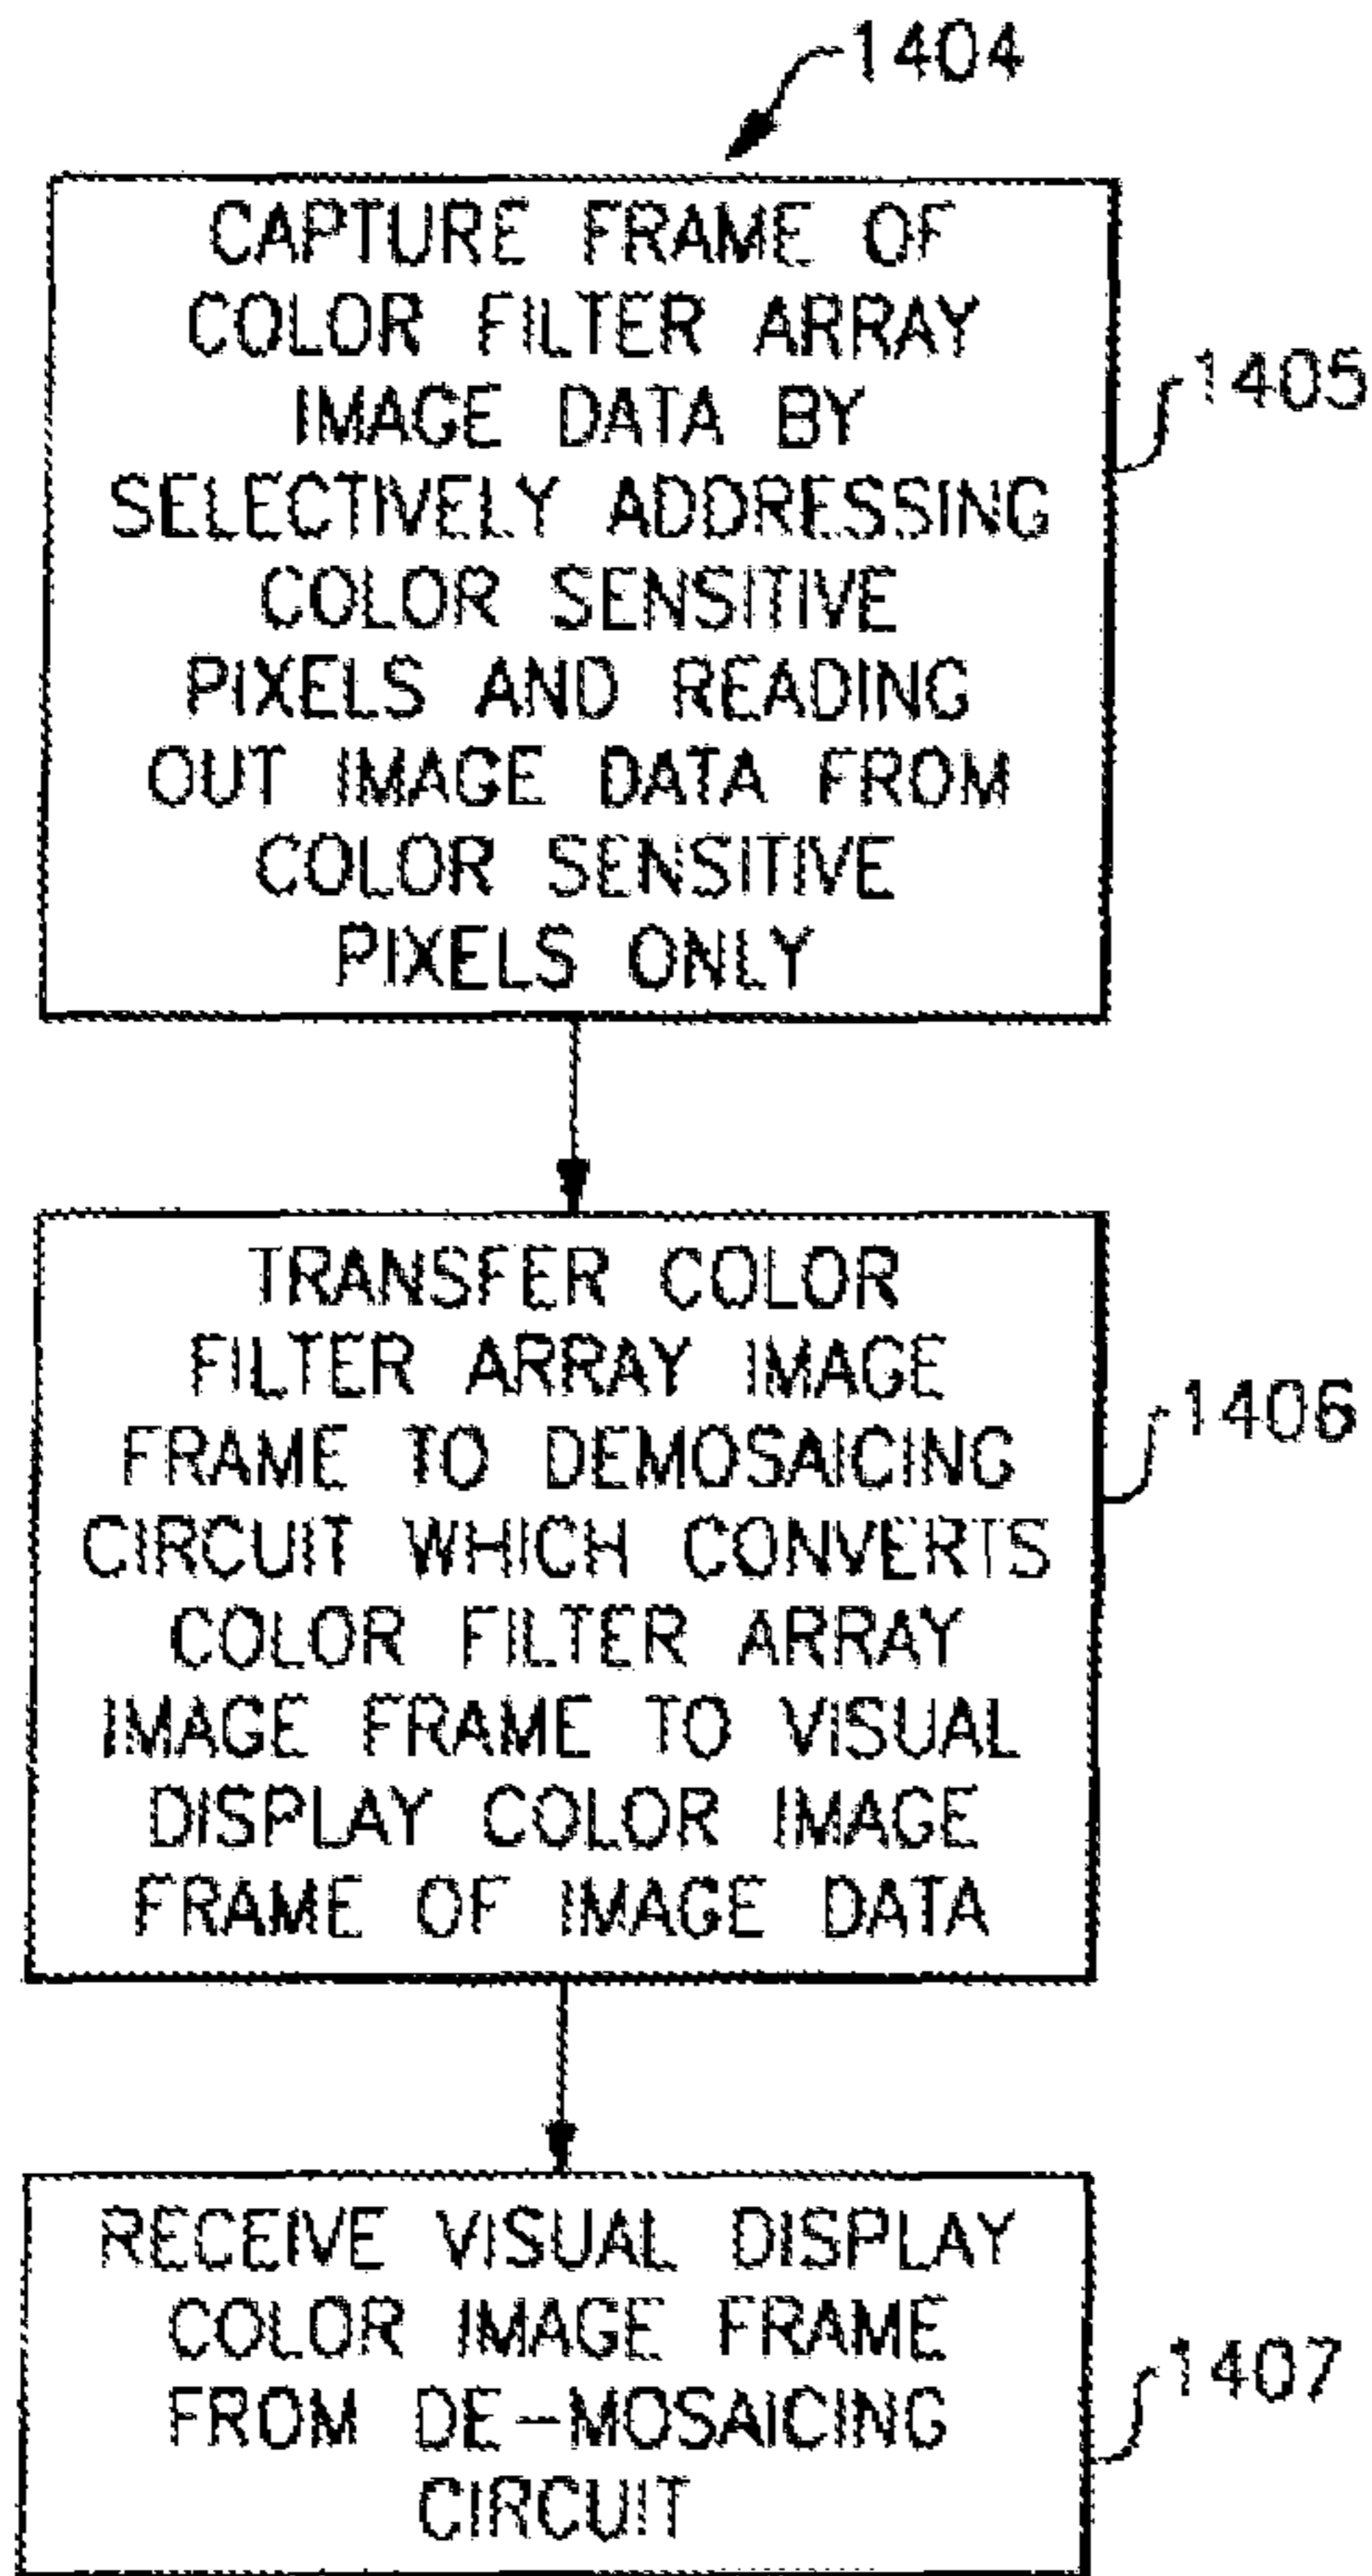 1404
CAPTURE FRAME OF
COLOR FILTER ARRAY
IMAGE DATA BY
SELECTIVELY ADDRESSING
COLOR SENSITIVE
PIXELS AND READING
OUT IMAGE DATA FROM
COLOR SENSITIVE
PIXELS ONLY
1405
TRANSFER COLOR
FILTER ARRAY IMAGE
FRAME TO DEMOSAICING
CIRCUIT WHICH CONVERTS
COLOR FILTER ARRAY
IMAGE FRAME TO VISUAL
DISPLAY COLOR IMAGE
FRAME OF IMAGE DATA
1406
RECEIVE VISUAL DISPLAY
COLOR IMAGE FRAME
FROM DE-MOSAICING
CIRCUIT
1407